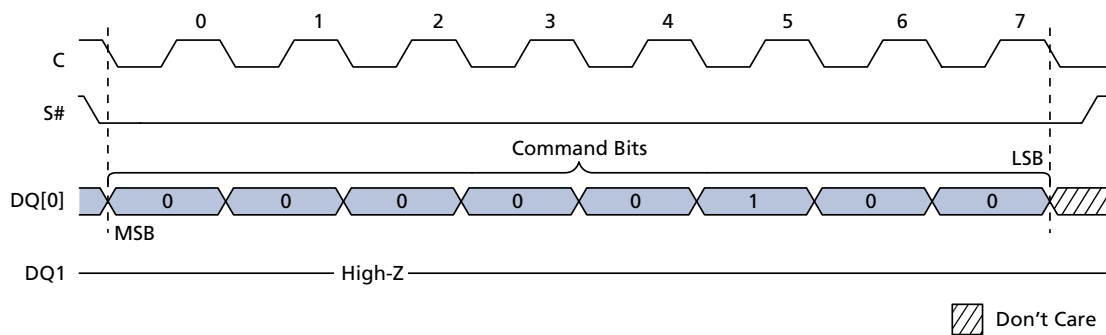 0 1 2 3 4 5 6 7
C
S#
Command Bits
LSB
DQ[0] 0 0 0 0 0 1 0 0
MSB
DQ1 High-Z
Don't Care